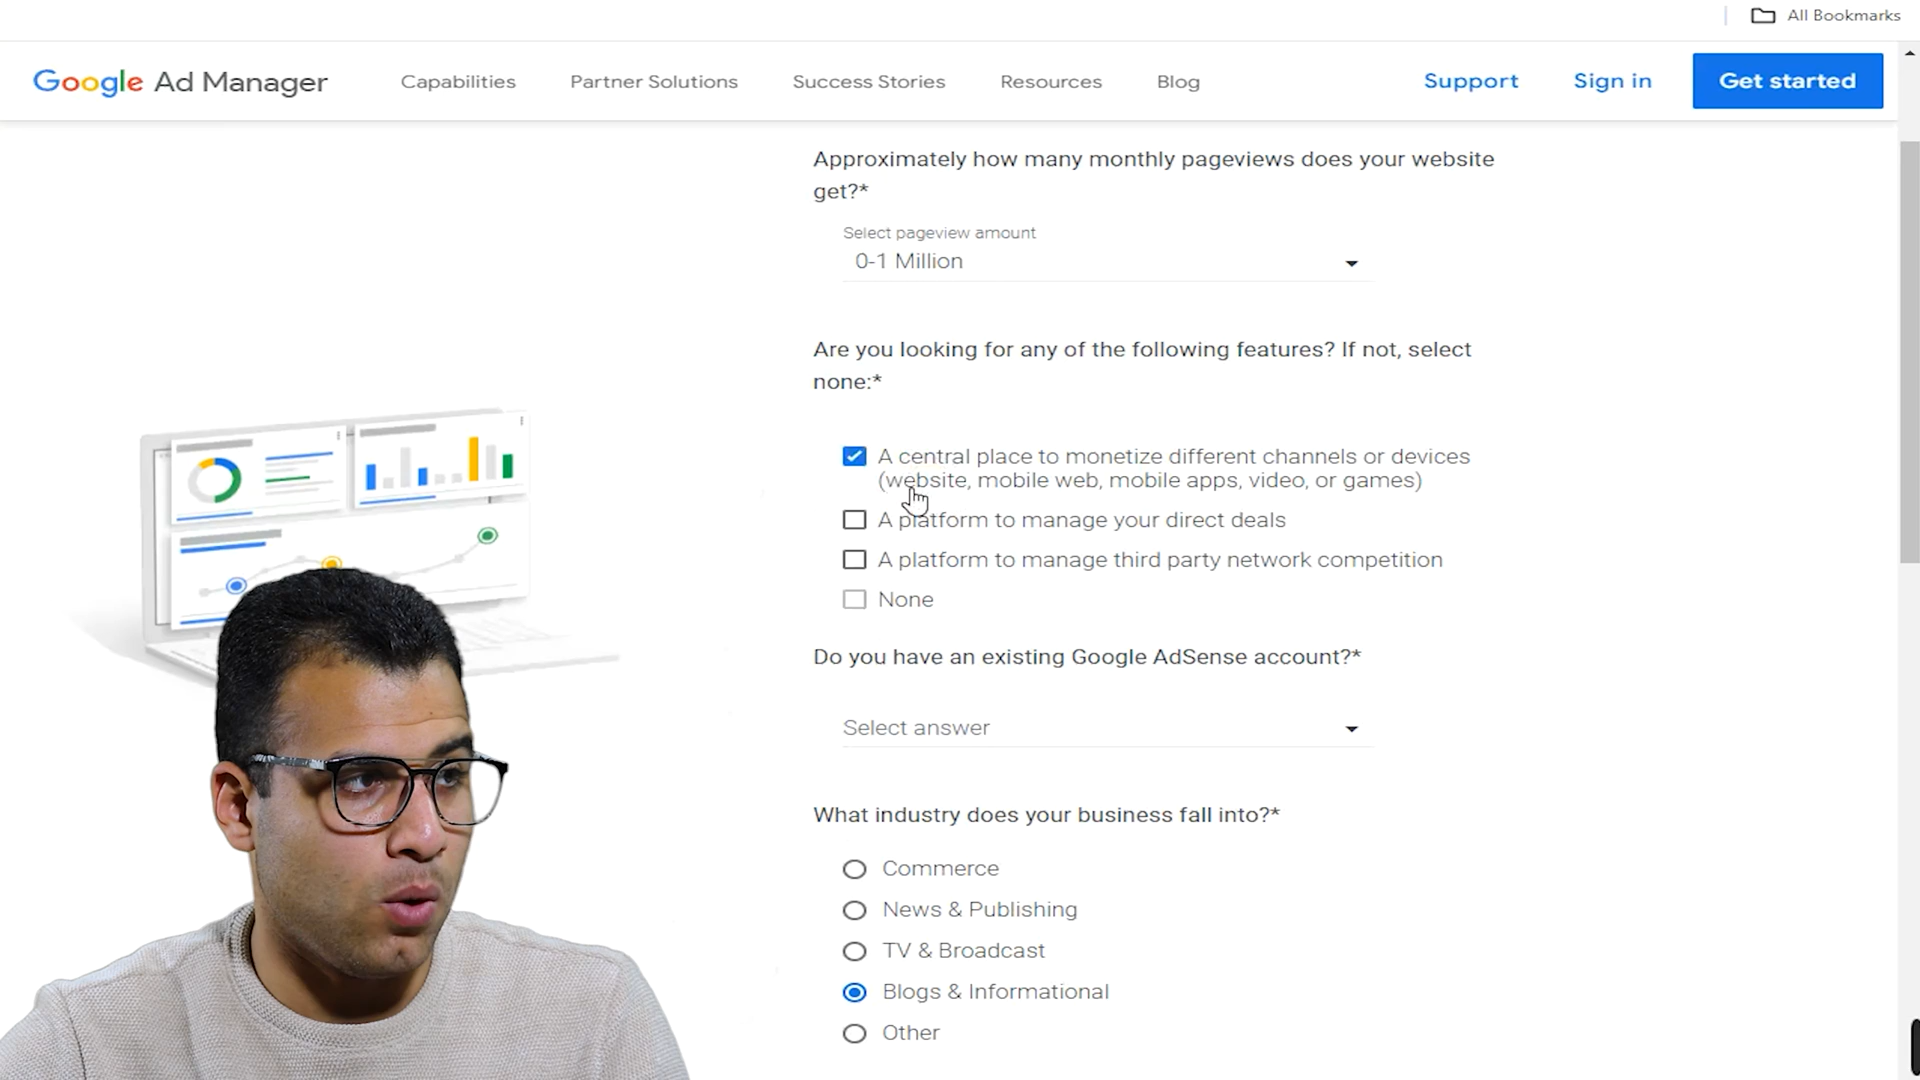 All Bookmarks
Google Ad Manager
Capabilities
Partner Solutions
Success Stories
Resources
Blog
Support
Sign in
Get started
Approximately how many monthly pageviews does your website
get?*
Select pageview amount
0-1 Million
Are you looking for any of the following features? If not, select
none:*
A central place to monetize different channels or devices
(website, mobile web, mobile apps, video, or games)
A platform to manage your direct deals
A platform to manage third party network competition
None
Do you have an existing Google AdSense account?*
Select answer
What industry does your business fall into?*
Commerce
News & Publishing
TV & Broadcast
Blogs & Informational
Other